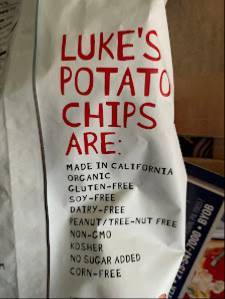 LUKE'S
POTATO
CHIPS
ARE:
MADE IN CALIFORNIA
ORGANIC
GLUTEN-FREE
SOY-FREE
DAIRY-FREE
PEANUT/TREE-NUT FREE
NON-GMO
KOSHER
NO SUGAR ADDED
CORN-FREE
BYOB